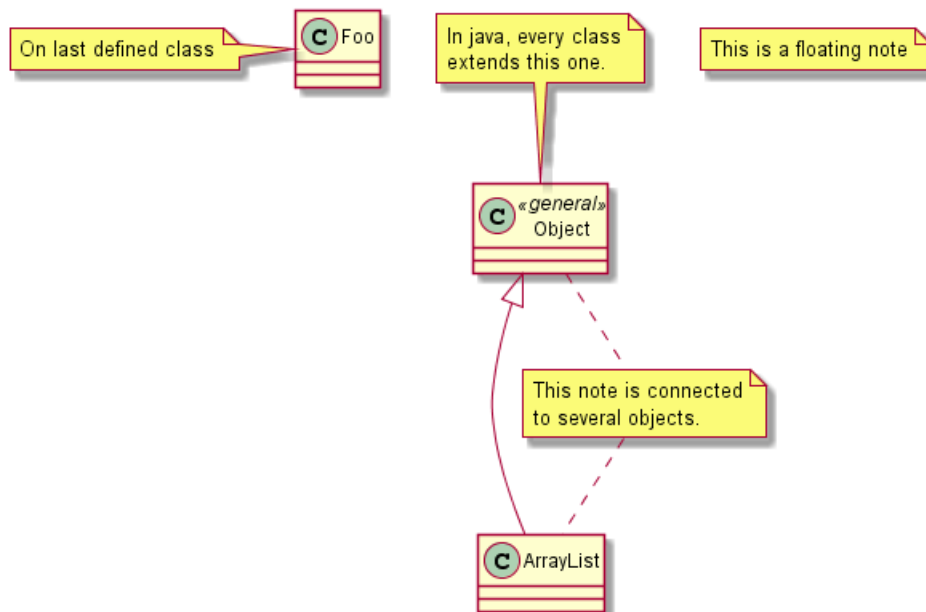 On last defined class
C Foo
In java, every class
extends this one.
This is a floating note
C «general»
Object
This note is connected
to several objects.
C ArrayList